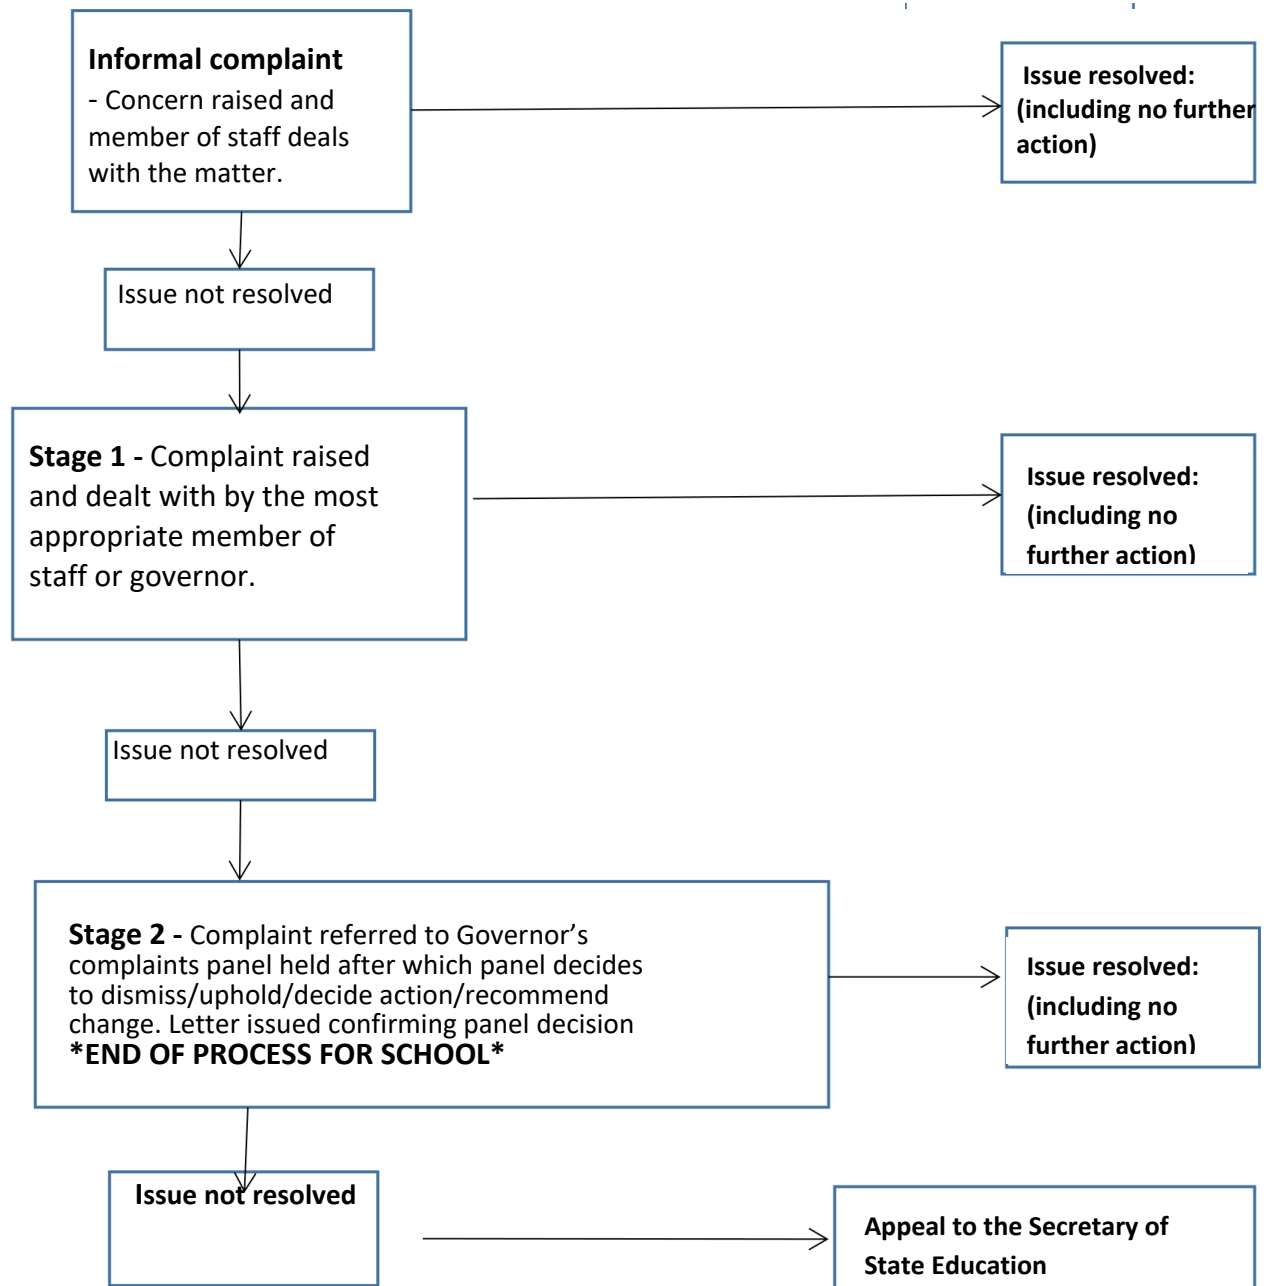 Informal complaint
- Concern raised and
member of staff deals
with the matter.
Issue resolved:
(including no further
action)
Issue not resolved
Stage 1 - Complaint raised
and dealt with by the most
appropriate member of
staff or governor.
Issue resolved:
(including no
further action)
Issue not resolved
Stage 2 - Complaint referred to Governor’s
complaints panel held after which panel decides
to dismiss/uphold/decide action/recommend
change. Letter issued confirming panel decision
*END OF PROCESS FOR SCHOOL*
Issue resolved:
(including no
further action)
Issue not resolved
Appeal to the Secretary of
State Education